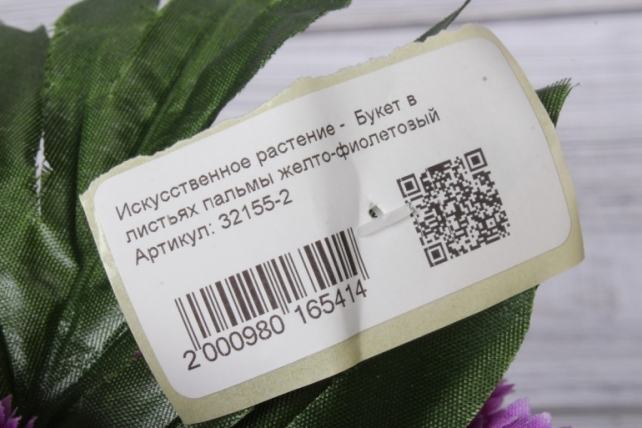 Искусственное растение - Букет в
листьях пальмы желто-фиолетовый
Артикул: 32155-2
2 000980 165414